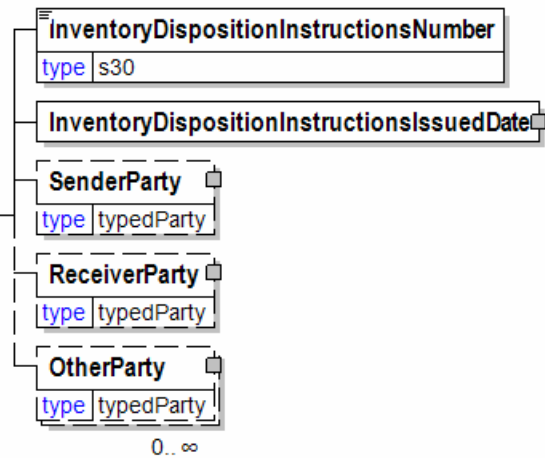 InventoryDispositionInstructionsNumber
type s30
InventoryDispositionInstructionsIssuedDate
SenderParty
type typedParty
ReceiverParty
type typedParty
OtherParty
type typedParty
0..∞